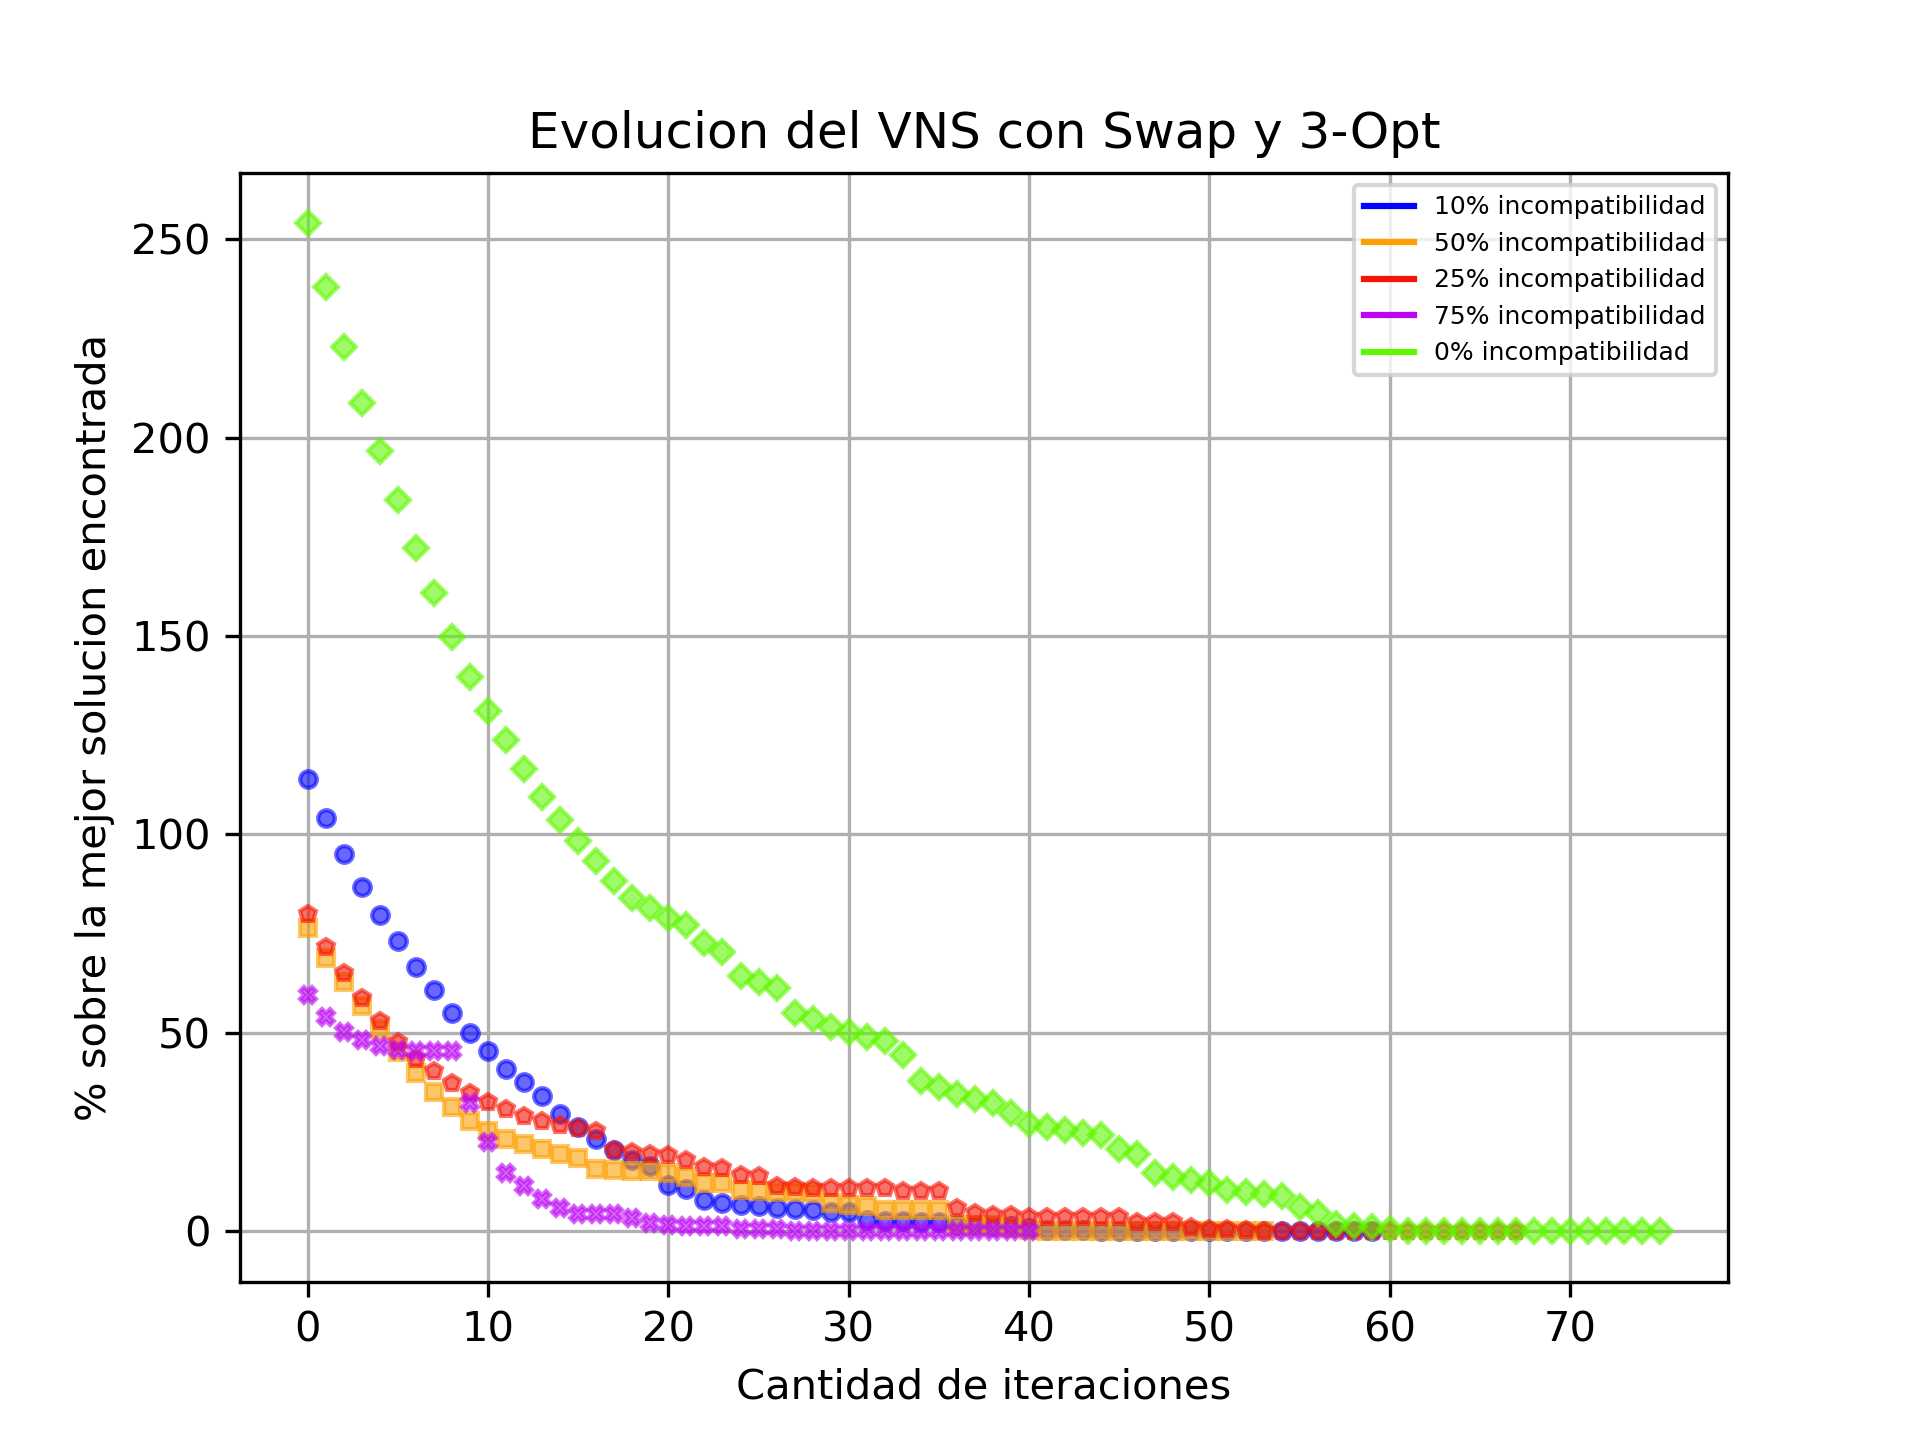 Evolucion del VNS con Swap y 3-Opt
10% incompatibilidad
50% incompatibilidad
25% incompatibilidad
75% incompatibilidad
0% incompatibilidad
% sobre la mejor solucion encontrada
250
200
150
100
50
0
0 10 20 30 40 50 60 70
Cantidad de iteraciones